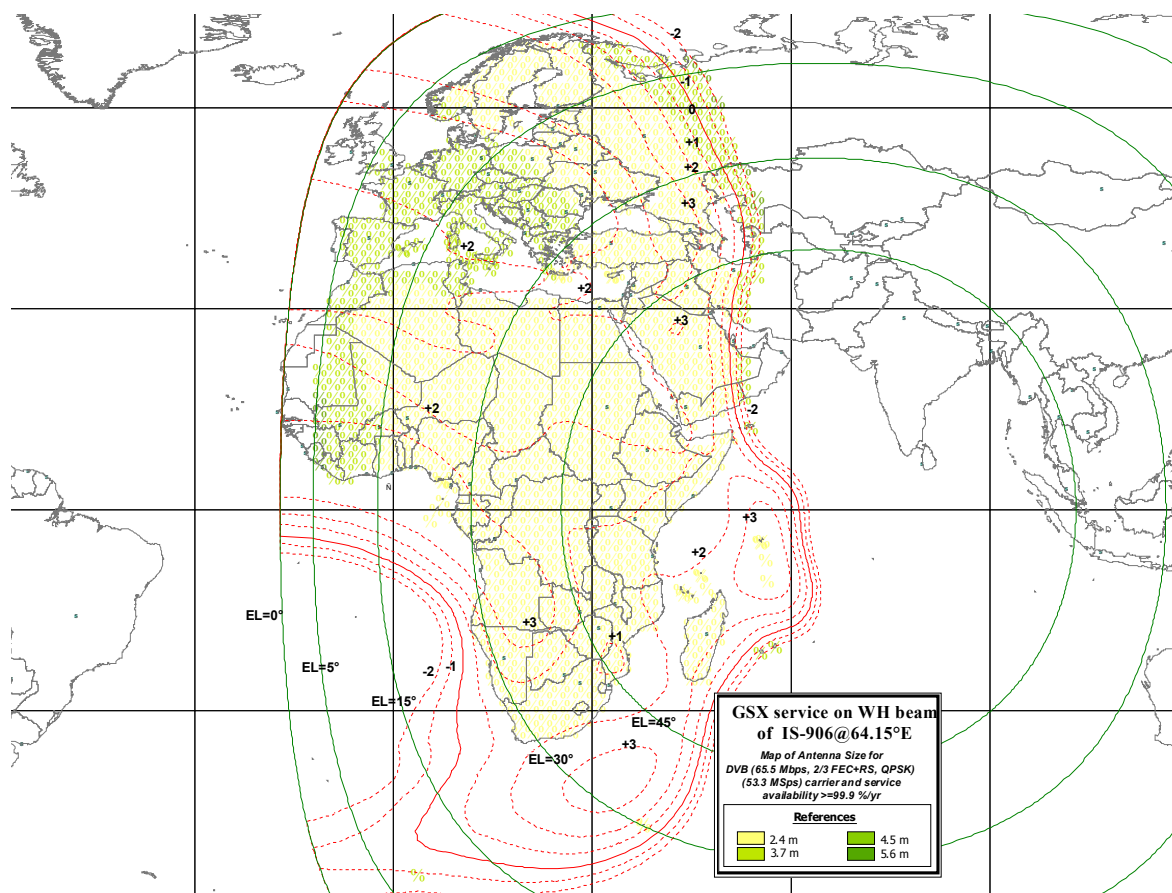 -2
-1
0
+1
+2
+3
+2
+2
+3
+2
-2
+3
+2
EL=0°
+3
+1
EL=5°
-2
-1
EL=15°
EL=45°
EL=30°
+3
GSX service on WH beam
of IS-906@64.15°E
Map of Antenna Size for
DVB (65.5 Mbps, 2/3 FEC+RS, QPSK)
(53.3 MSps) carrier and service
availability >=99.9 %/yr
References
2.4 m
4.5 m
3.7 m
5.6 m